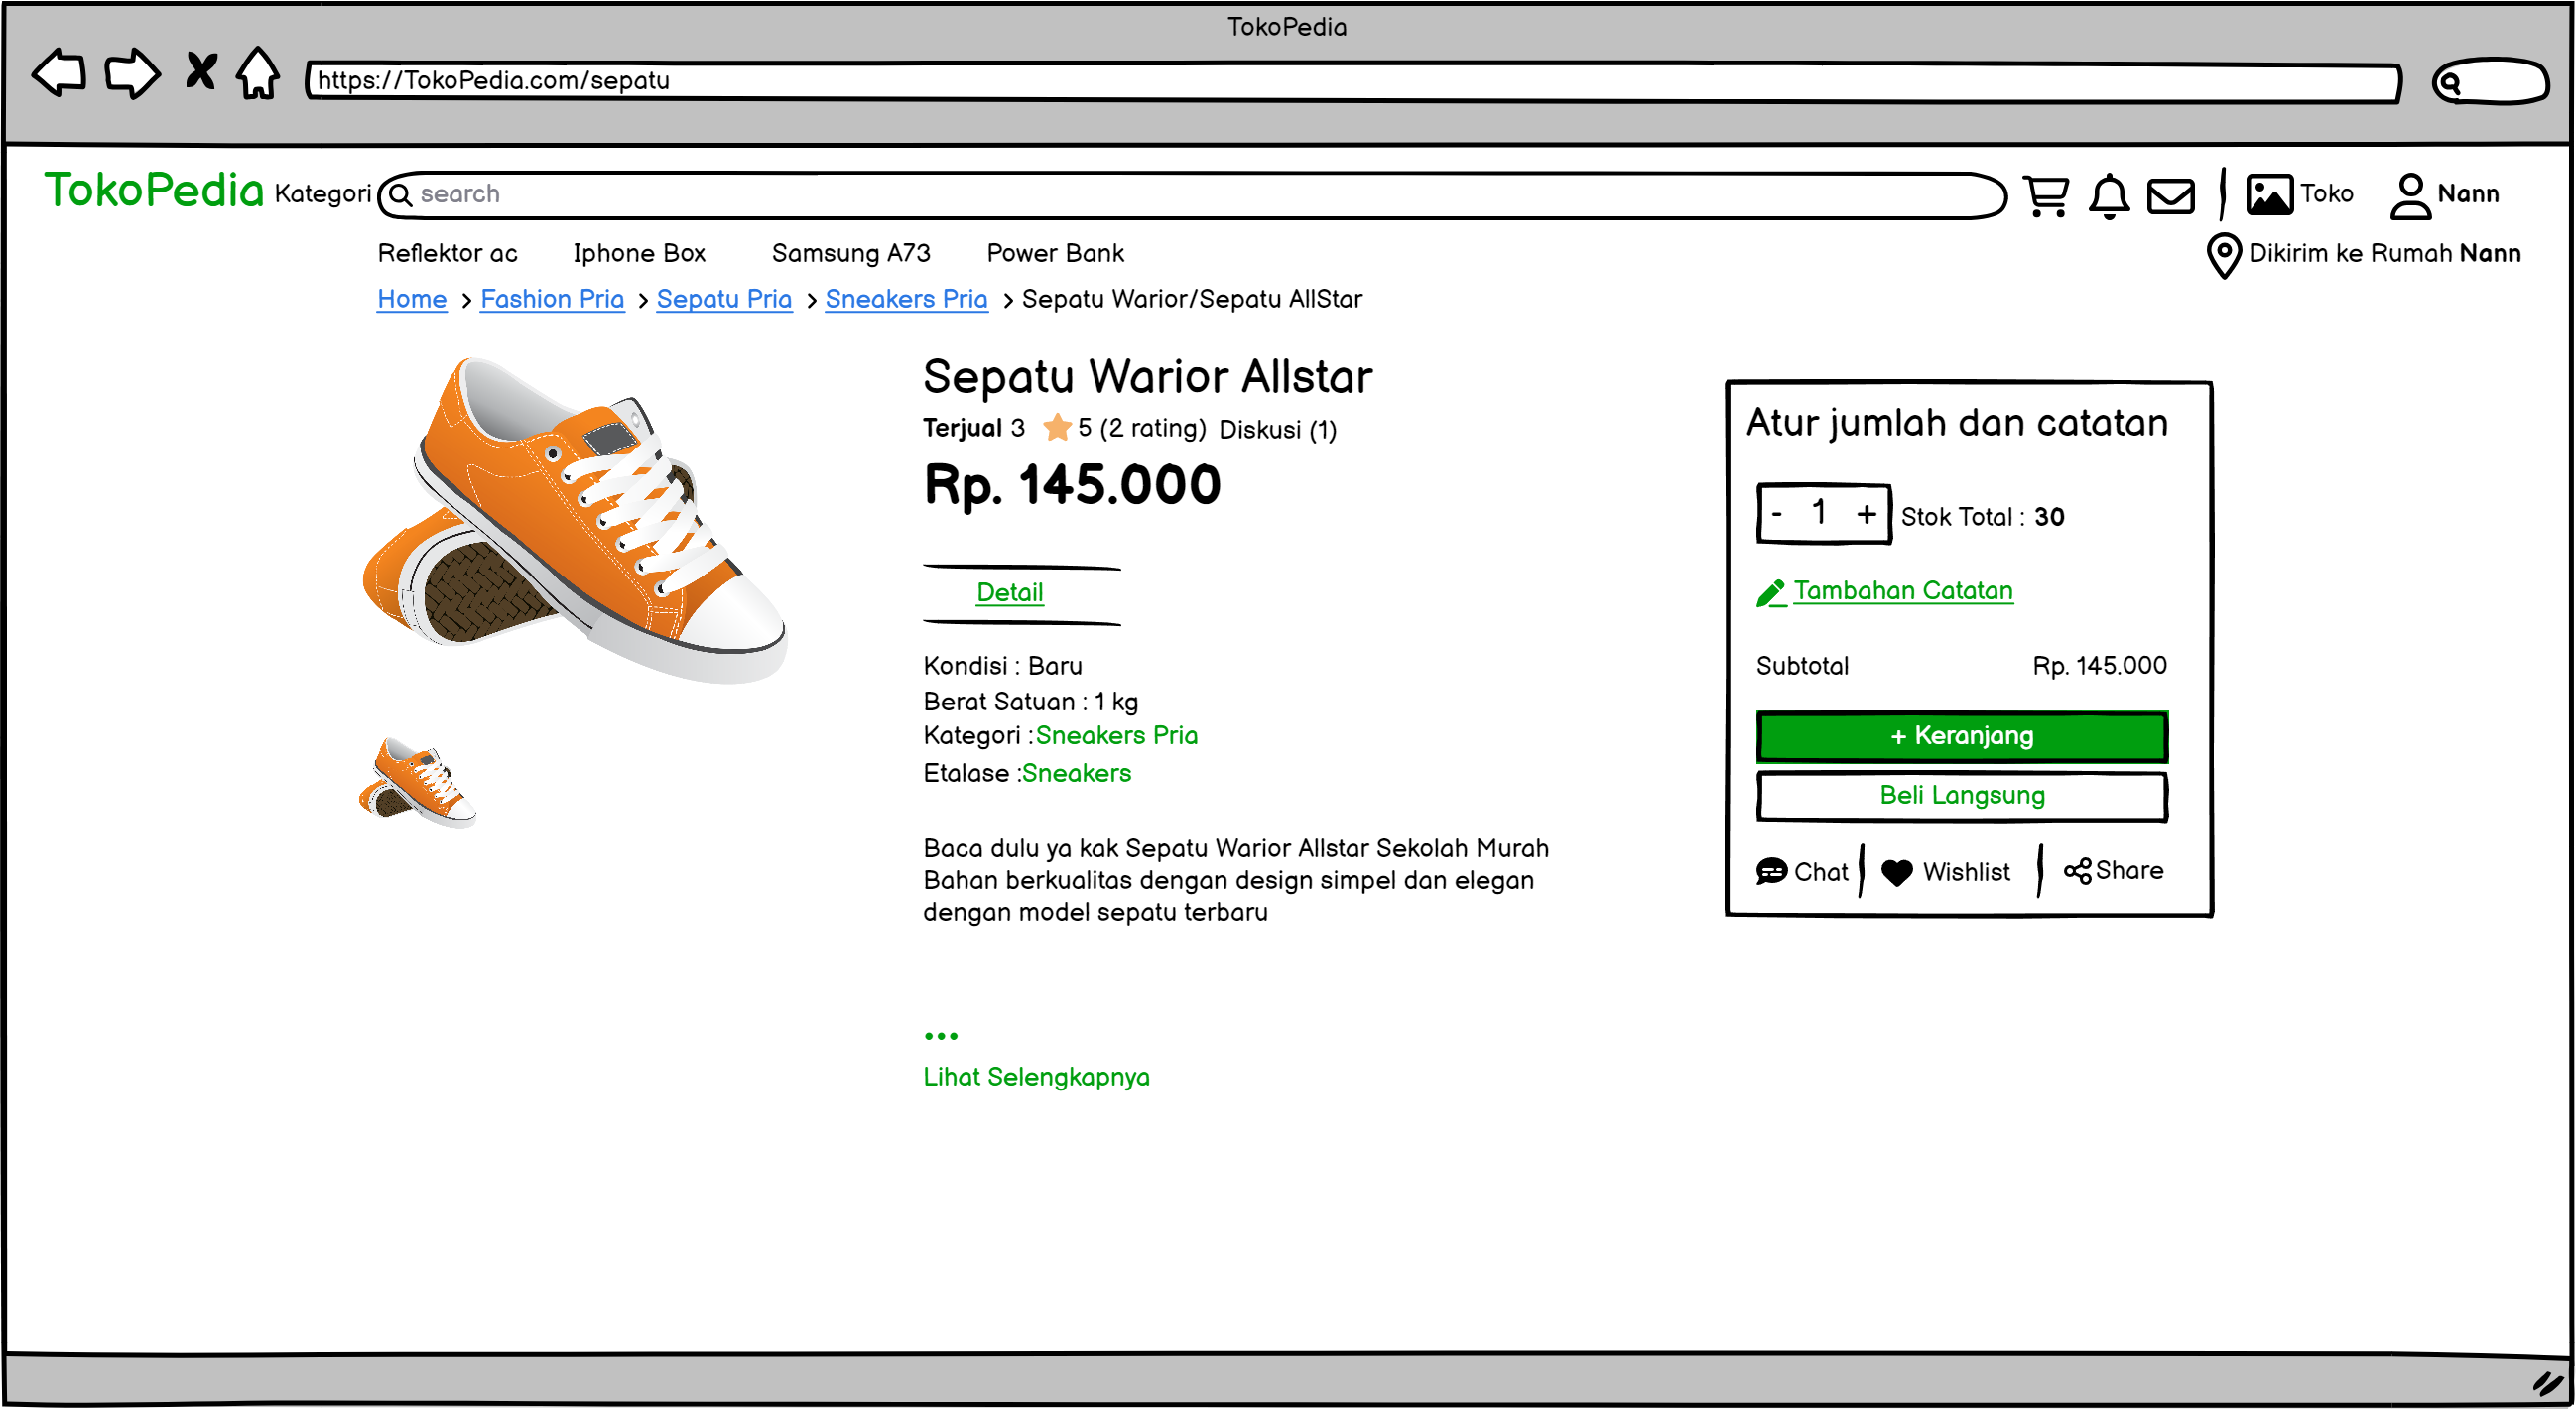 TokoPedia
https://TokoPedia.com/sepatu
TokoPedia Kategori search Toko Nann
Reflektor ac Iphone Box Samsung A73 Power Bank Dikirim ke Rumah Nann
Home > Fashion Pria > Sepatu Pria > Sneakers Pria > Sepatu Warior/Sepatu AllStar
Sepatu Warior Allstar
Terjual 3 5 (2 rating) Diskusi (1)
Rp. 145.000
Detail
Kondisi : Baru
Berat Satuan : 1 kg
Kategori :Sneakers Pria
Etalase :Sneakers
Baca dulu ya kak Sepatu Warior Allstar Sekolah Murah
Bahan berkualitas dengan design simpel dan elegan
dengan model sepatu terbaru
...
Lihat Selengkapnya
Atur jumlah dan catatan
- 1 + Stok Total : 30
Tambahan Catatan
Subtotal Rp. 145.000
+ Keranjang
Beli Langsung
Chat Wishlist Share